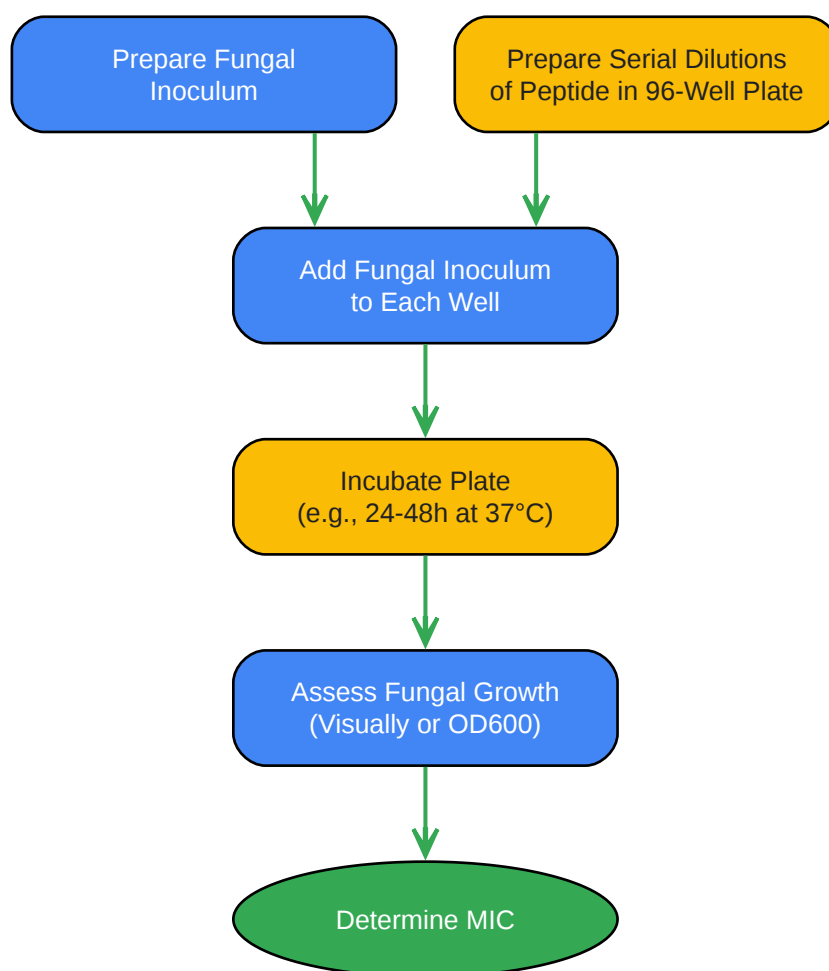 Prepare Fungal
Inoculum
Prepare Serial Dilutions
of Peptide in 96-Well Plate
Add Fungal Inoculum
to Each Well
Incubate Plate
(e.g., 24-48h at 37°C)
Assess Fungal Growth
(Visually or OD600)
Determine MIC